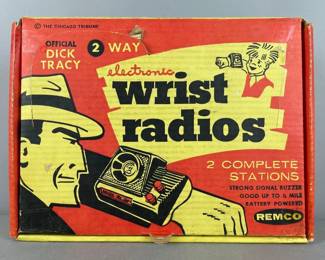 © THE CHICAGO TRIBUNE
OFFICIAL
DICK
TRACY
2 WAY
electronic
wrist
radios
2 COMPLETE
STATIONS
STRONG SIGNAL BUZZER
GOOD UP TO ½ MILE
BATTERY POWERED
REMCO